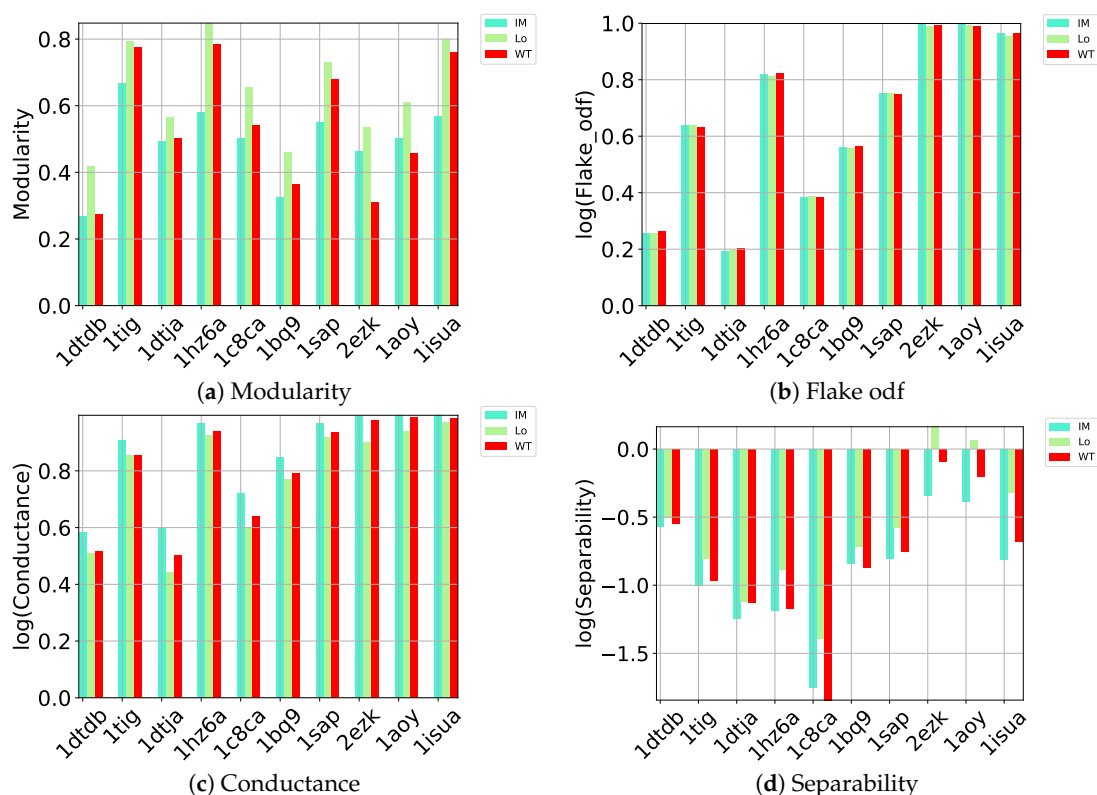 Modularity
0.8
0.6
0.4
0.2
0.0
1dtdb
1tig
1dtja
1hz6a
1c8ca
1bq9
1sap
2ezk
1aoy
1isua
IM
Lo
WT
(a) Modularity
log(Flake_odf)
1.0
0.8
0.6
0.4
0.2
0.0
1dtdb
1tig
1dtja
1hz6a
1c8ca
1bq9
1sap
2ezk
1aoy
1isua
IM
Lo
WT
(b) Flake odf
log(Conductance)
0.8
0.6
0.4
0.2
0.0
1dtdb
1tig
1dtja
1hz6a
1c8ca
1bq9
1sap
2ezk
1aoy
1isua
IM
Lo
WT
(c) Conductance
log(Separability)
0.0
−0.5
−1.0
−1.5
1dtdb
1tig
1dtja
1hz6a
1c8ca
1bq9
1sap
2ezk
1aoy
1isua
IM
Lo
WT
(d) Separability